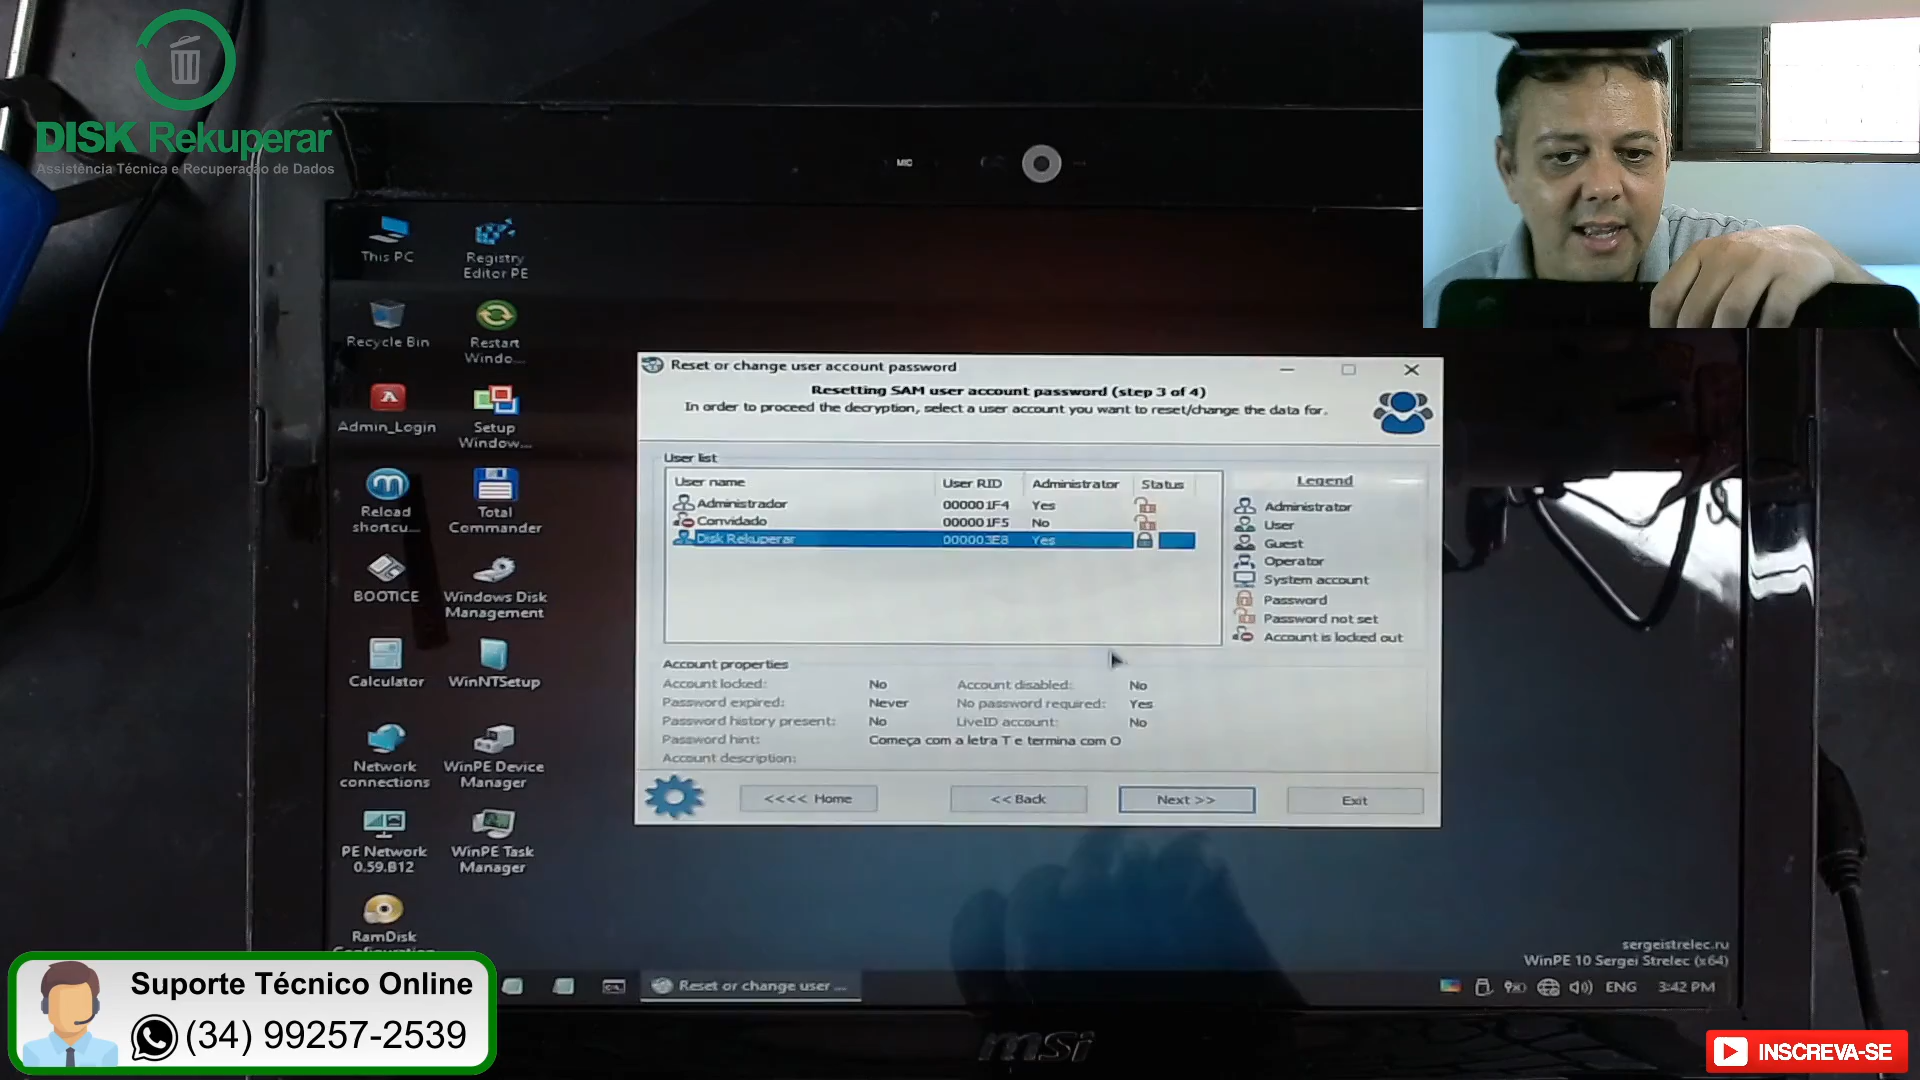 DISK Rekuperar
Assistência Técnica e Recuperação de Dados
MIC
This PC
Registry
Editor PE
Recycle Bin
Restart
Windo...
Admin_Login
Setup
Window...
Reload
shortcu...
Total
Commander
BOOTICE
Windows Disk
Management
Calculator
WinNTSetup
Network
connections
WinPE Device
Manager
PE Network
0.59.B12
WinPE Task
Manager
RamDisk
Configuration
Reset or change user account password
Resetting SAM user account password (step 3 of 4)
In order to proceed the decryption, select a user account you want to reset/change the data for.
User list
User name User RID Administrator Status
Administrador 000001F4 Yes
Convidado 000001F5 No
Disk Rekuperar 000003E8 Yes
Legend
Administrator
User
Guest
Operator
System account
Password
Password not set
Account is locked out
Account properties
Account locked: No Account disabled: No
Password expired: Never No password required: Yes
Password history present: No LiveID account: No
Password hint: Começa com a letra T e termina com O
Account description:
<<<< Home
<< Back
Next >>
Exit
sergeistrelec.ru
WinPE 10 Sergei Strelec (x64)
Reset or change user ...
ENG 3:42 PM
msi
Suporte Técnico Online
(34) 99257-2539
INSCREVA-SE